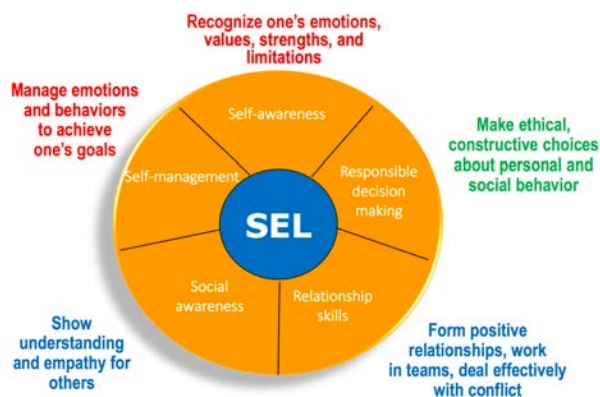 Recognize one's emotions,
values, strengths, and
limitations
Manage emotions
and behaviors
to achieve
one's goals
Self-awareness
Make ethical,
constructive choices
about personal and
social behavior
Self-management
Responsible
decision
making
SEL
Social
awareness
Relationship
skills
Show
understanding
and empathy for
others
Form positive
relationships, work
in teams, deal effectively
with conflict